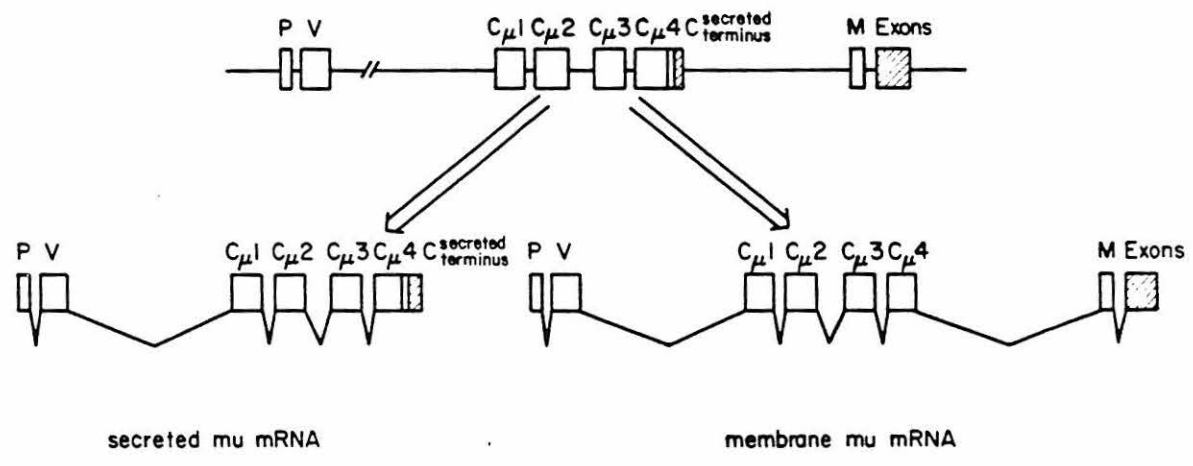 P V Cμ1 Cμ2 Cμ3 Cμ4 C secreted terminus M Exons
P V Cμ1 Cμ2 Cμ3 Cμ4 C secreted terminus P V Cμ1 Cμ2 Cμ3 Cμ4 M Exons
secreted mu mRNA membrane mu mRNA